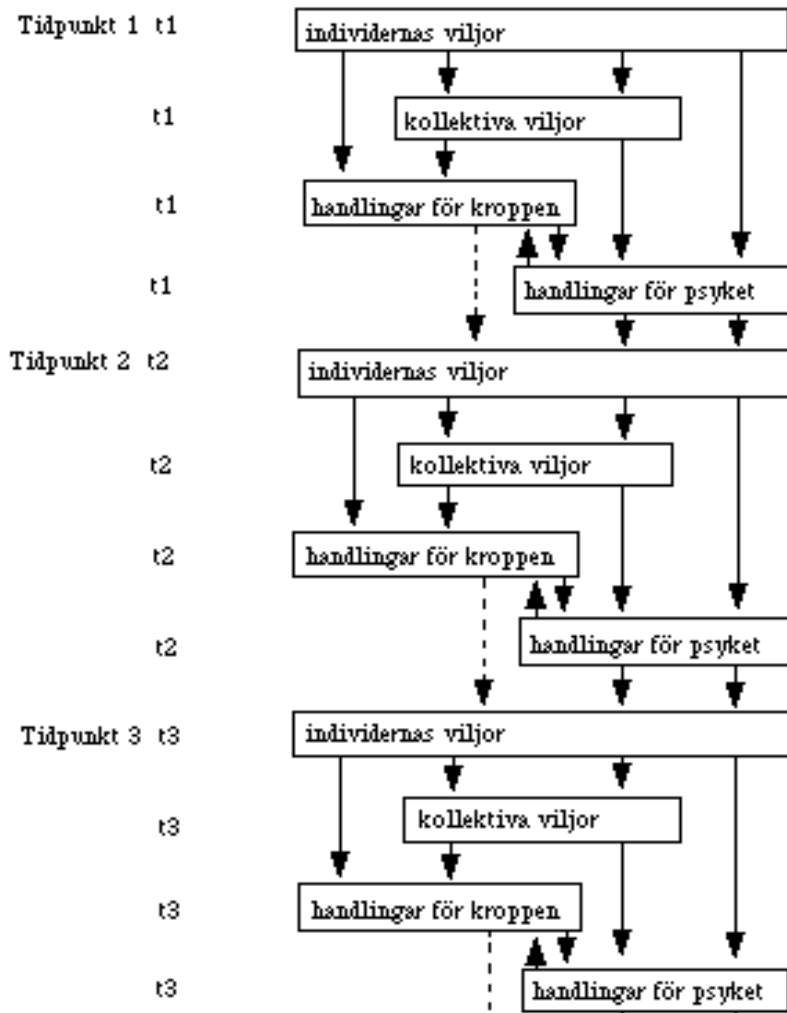 Tidpunkt 1 t1 individernas viljor
t1 kollektiva viljor
t1 handlingar för kroppen
t1 handlingar för psyket
Tidpunkt 2 t2 individernas viljor
t2 kollektiva viljor
t2 handlingar för kroppen
t2 handlingar för psyket
Tidpunkt 3 t3 individernas viljor
t3 kollektiva viljor
t3 handlingar för kroppen
t3 handlingar för psyket